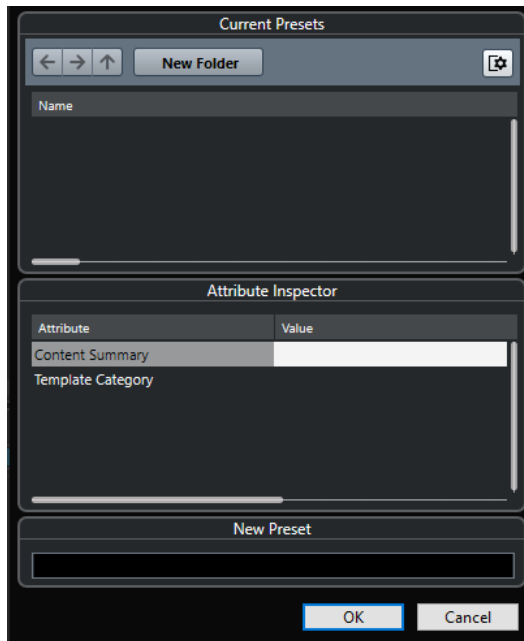 Current Presets
New Folder
Name
Attribute Inspector
Attribute Value
Content Summary
Template Category
New Preset
OK Cancel